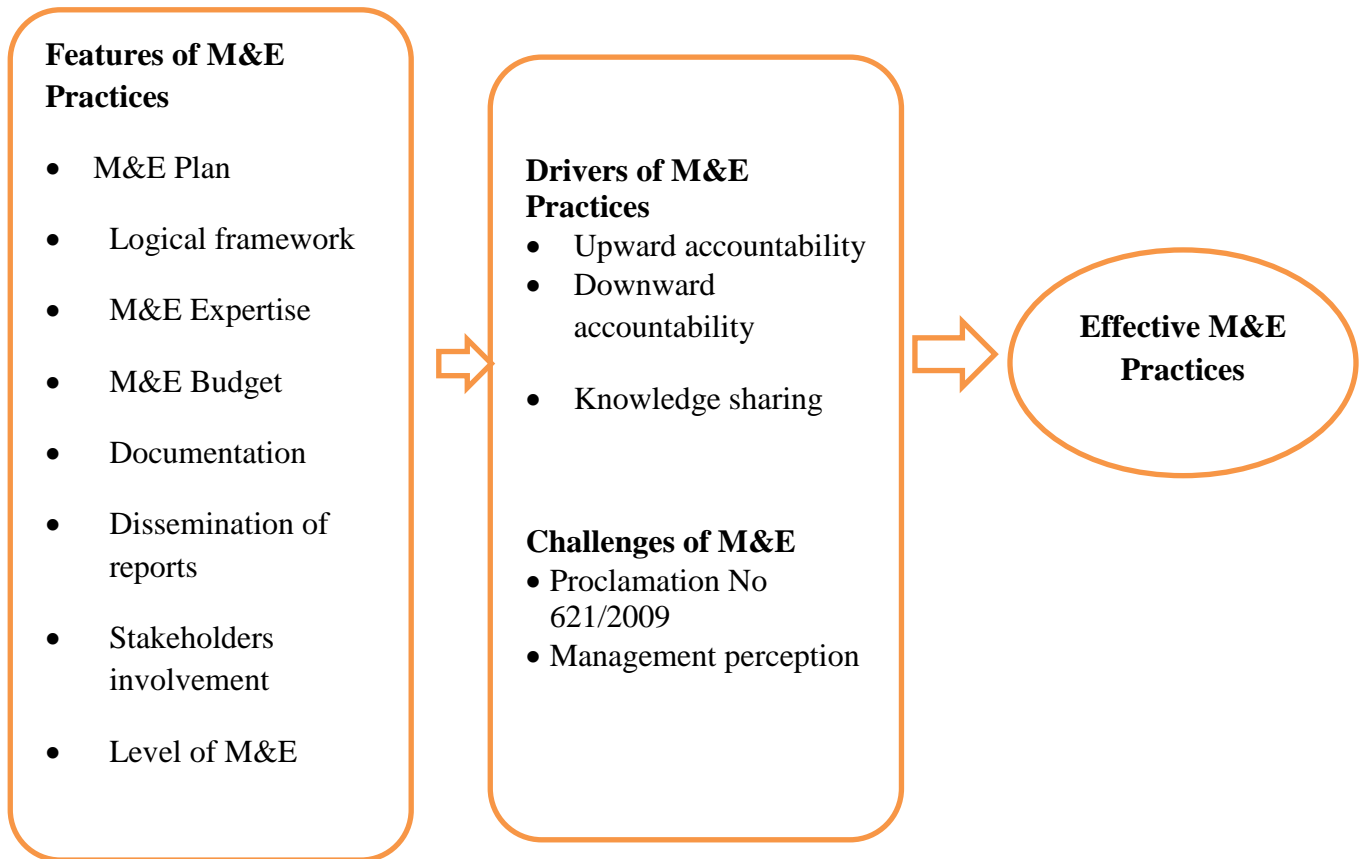 Features of M&E
Practices
• M&E Plan
• Logical framework
• M&E Expertise
• M&E Budget
• Documentation
• Dissemination of
reports
• Stakeholders
involvement
• Level of M&E
Drivers of M&E
Practices
• Upward accountability
• Downward
accountability
• Knowledge sharing
Challenges of M&E
• Proclamation No
621/2009
• Management perception
Effective M&E
Practices